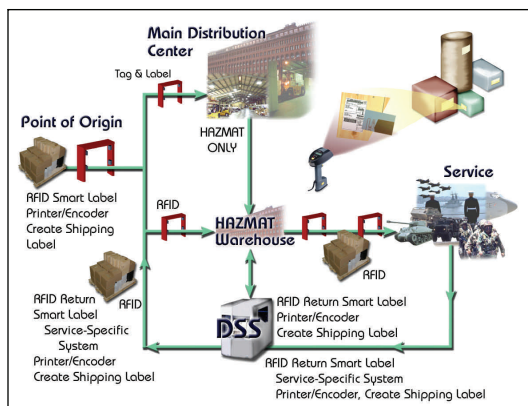 Main Distribution
Center
Tag & Label
Point of Origin
HAZMAT
ONLY
Service
RFID Smart Label
Printer/Encoder
Create Shipping
Label
RFID
HAZMAT
Warehouse
RFID
RFID
RFID Return
Smart Label
Service-Specific
System
Printer/Encoder
Create Shipping Label
DSS
RFID Return Smart Label
Printer/Encoder
Create Shipping Label
RFID Return Smart Label
Service-Specific System
Printer/Encoder, Create Shipping Label